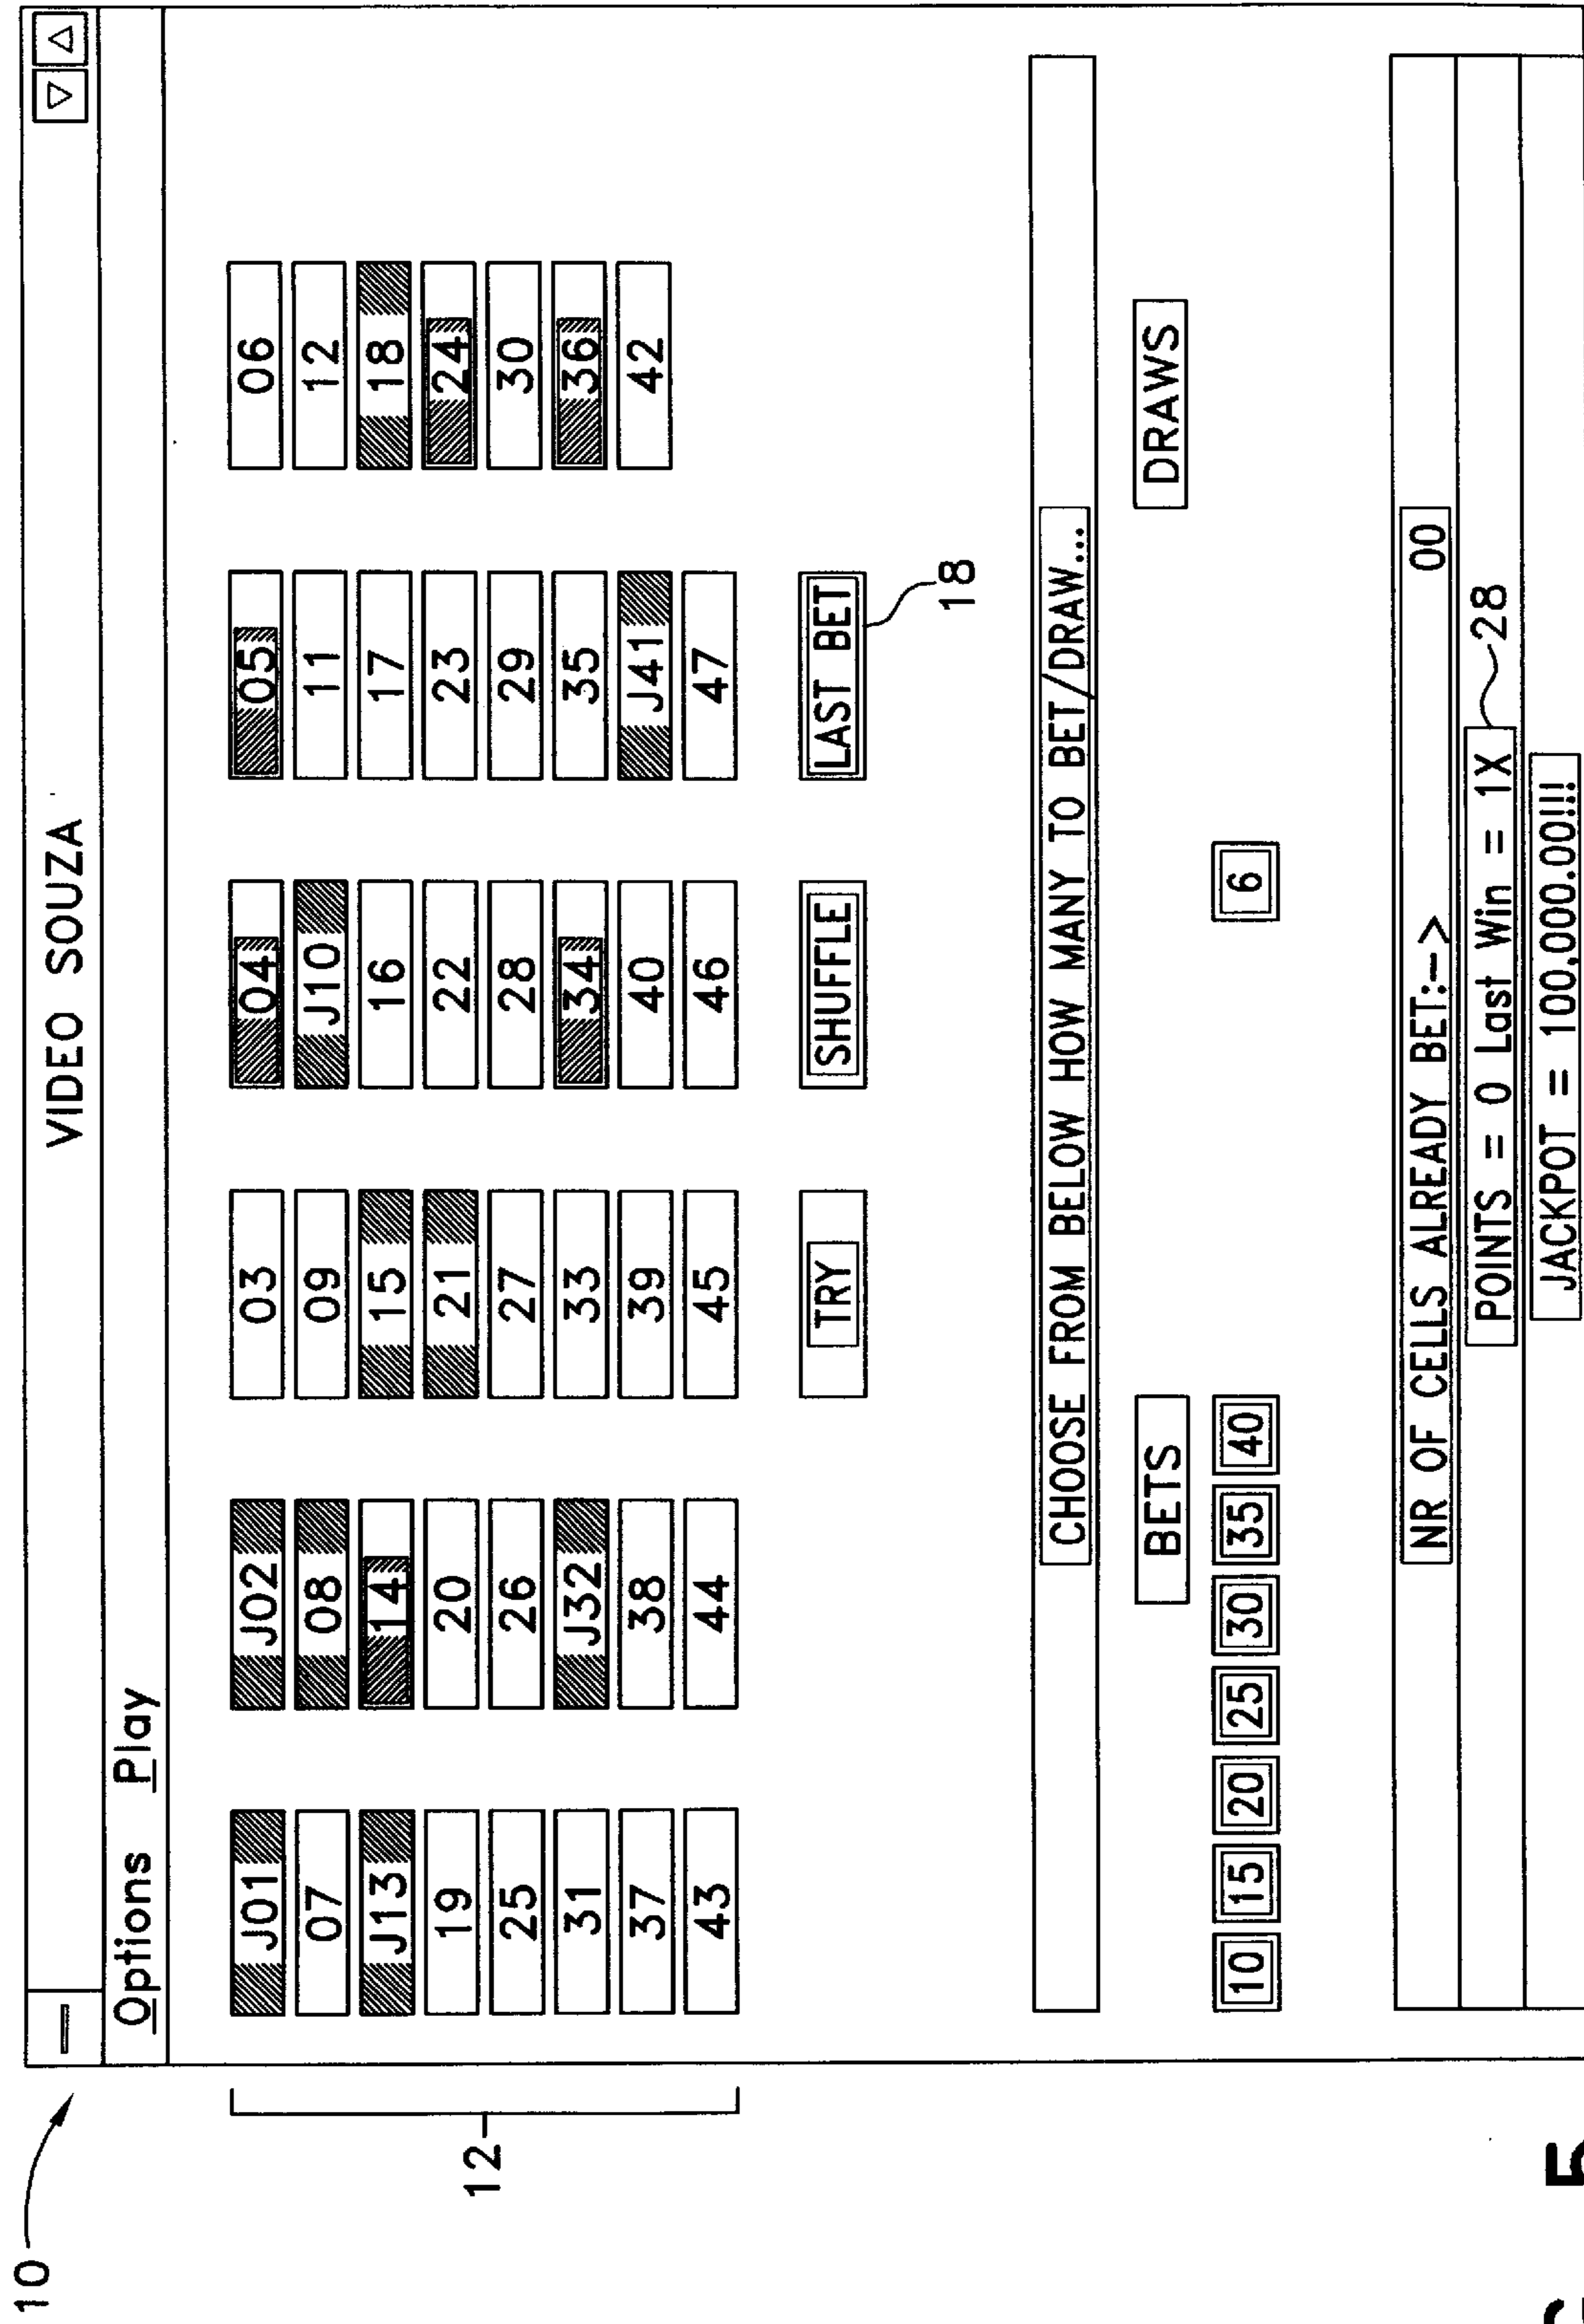 10
VIDEO SOUZA
Options Play
J01 J02 03 04 05 06
07 08 09 J10 11 12
J13 14 15 16 17 18
19 20 21 22 23 24
25 26 27 28 29 30
31 J32 33 34 35 36
37 38 39 40 J41 42
43 44 45 46 47
12
TRY SHUFFLE LAST BET
18
CHOOSE FROM BELOW HOW MANY TO BET/DRAW...
BETS DRAWS
10 15 20 25 30 35 40 6
NR OF CELLS ALREADY BET:-> 00
POINTS = 0 Last Win = 1X 28
JACKPOT = 100,000.00!!!